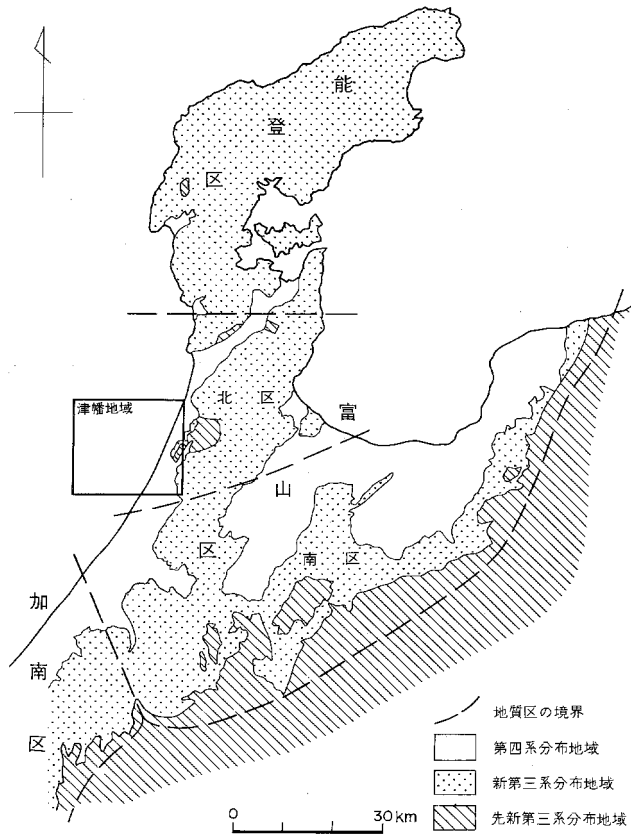 能
登
区
津幡地域
北区
富
山
区
南区
加
南
区
地質区の境界
第四系分布地域
新第三系分布地域
先新第三系分布地域
0 30km